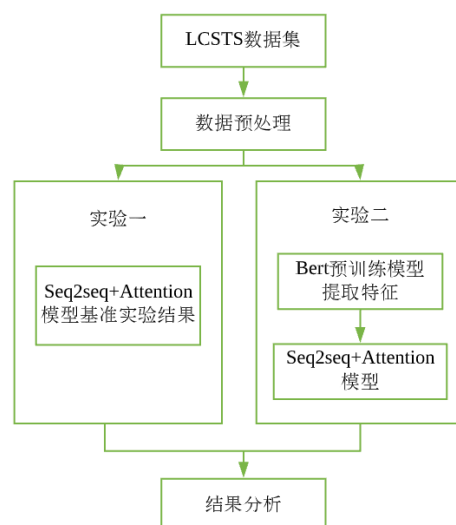 LCSTS数据集
数据预处理
实验一
Seq2seq+Attention
模型基准实验结果
实验二
Bert预训练模型
提取特征
Seq2seq+Attention
模型
结果分析